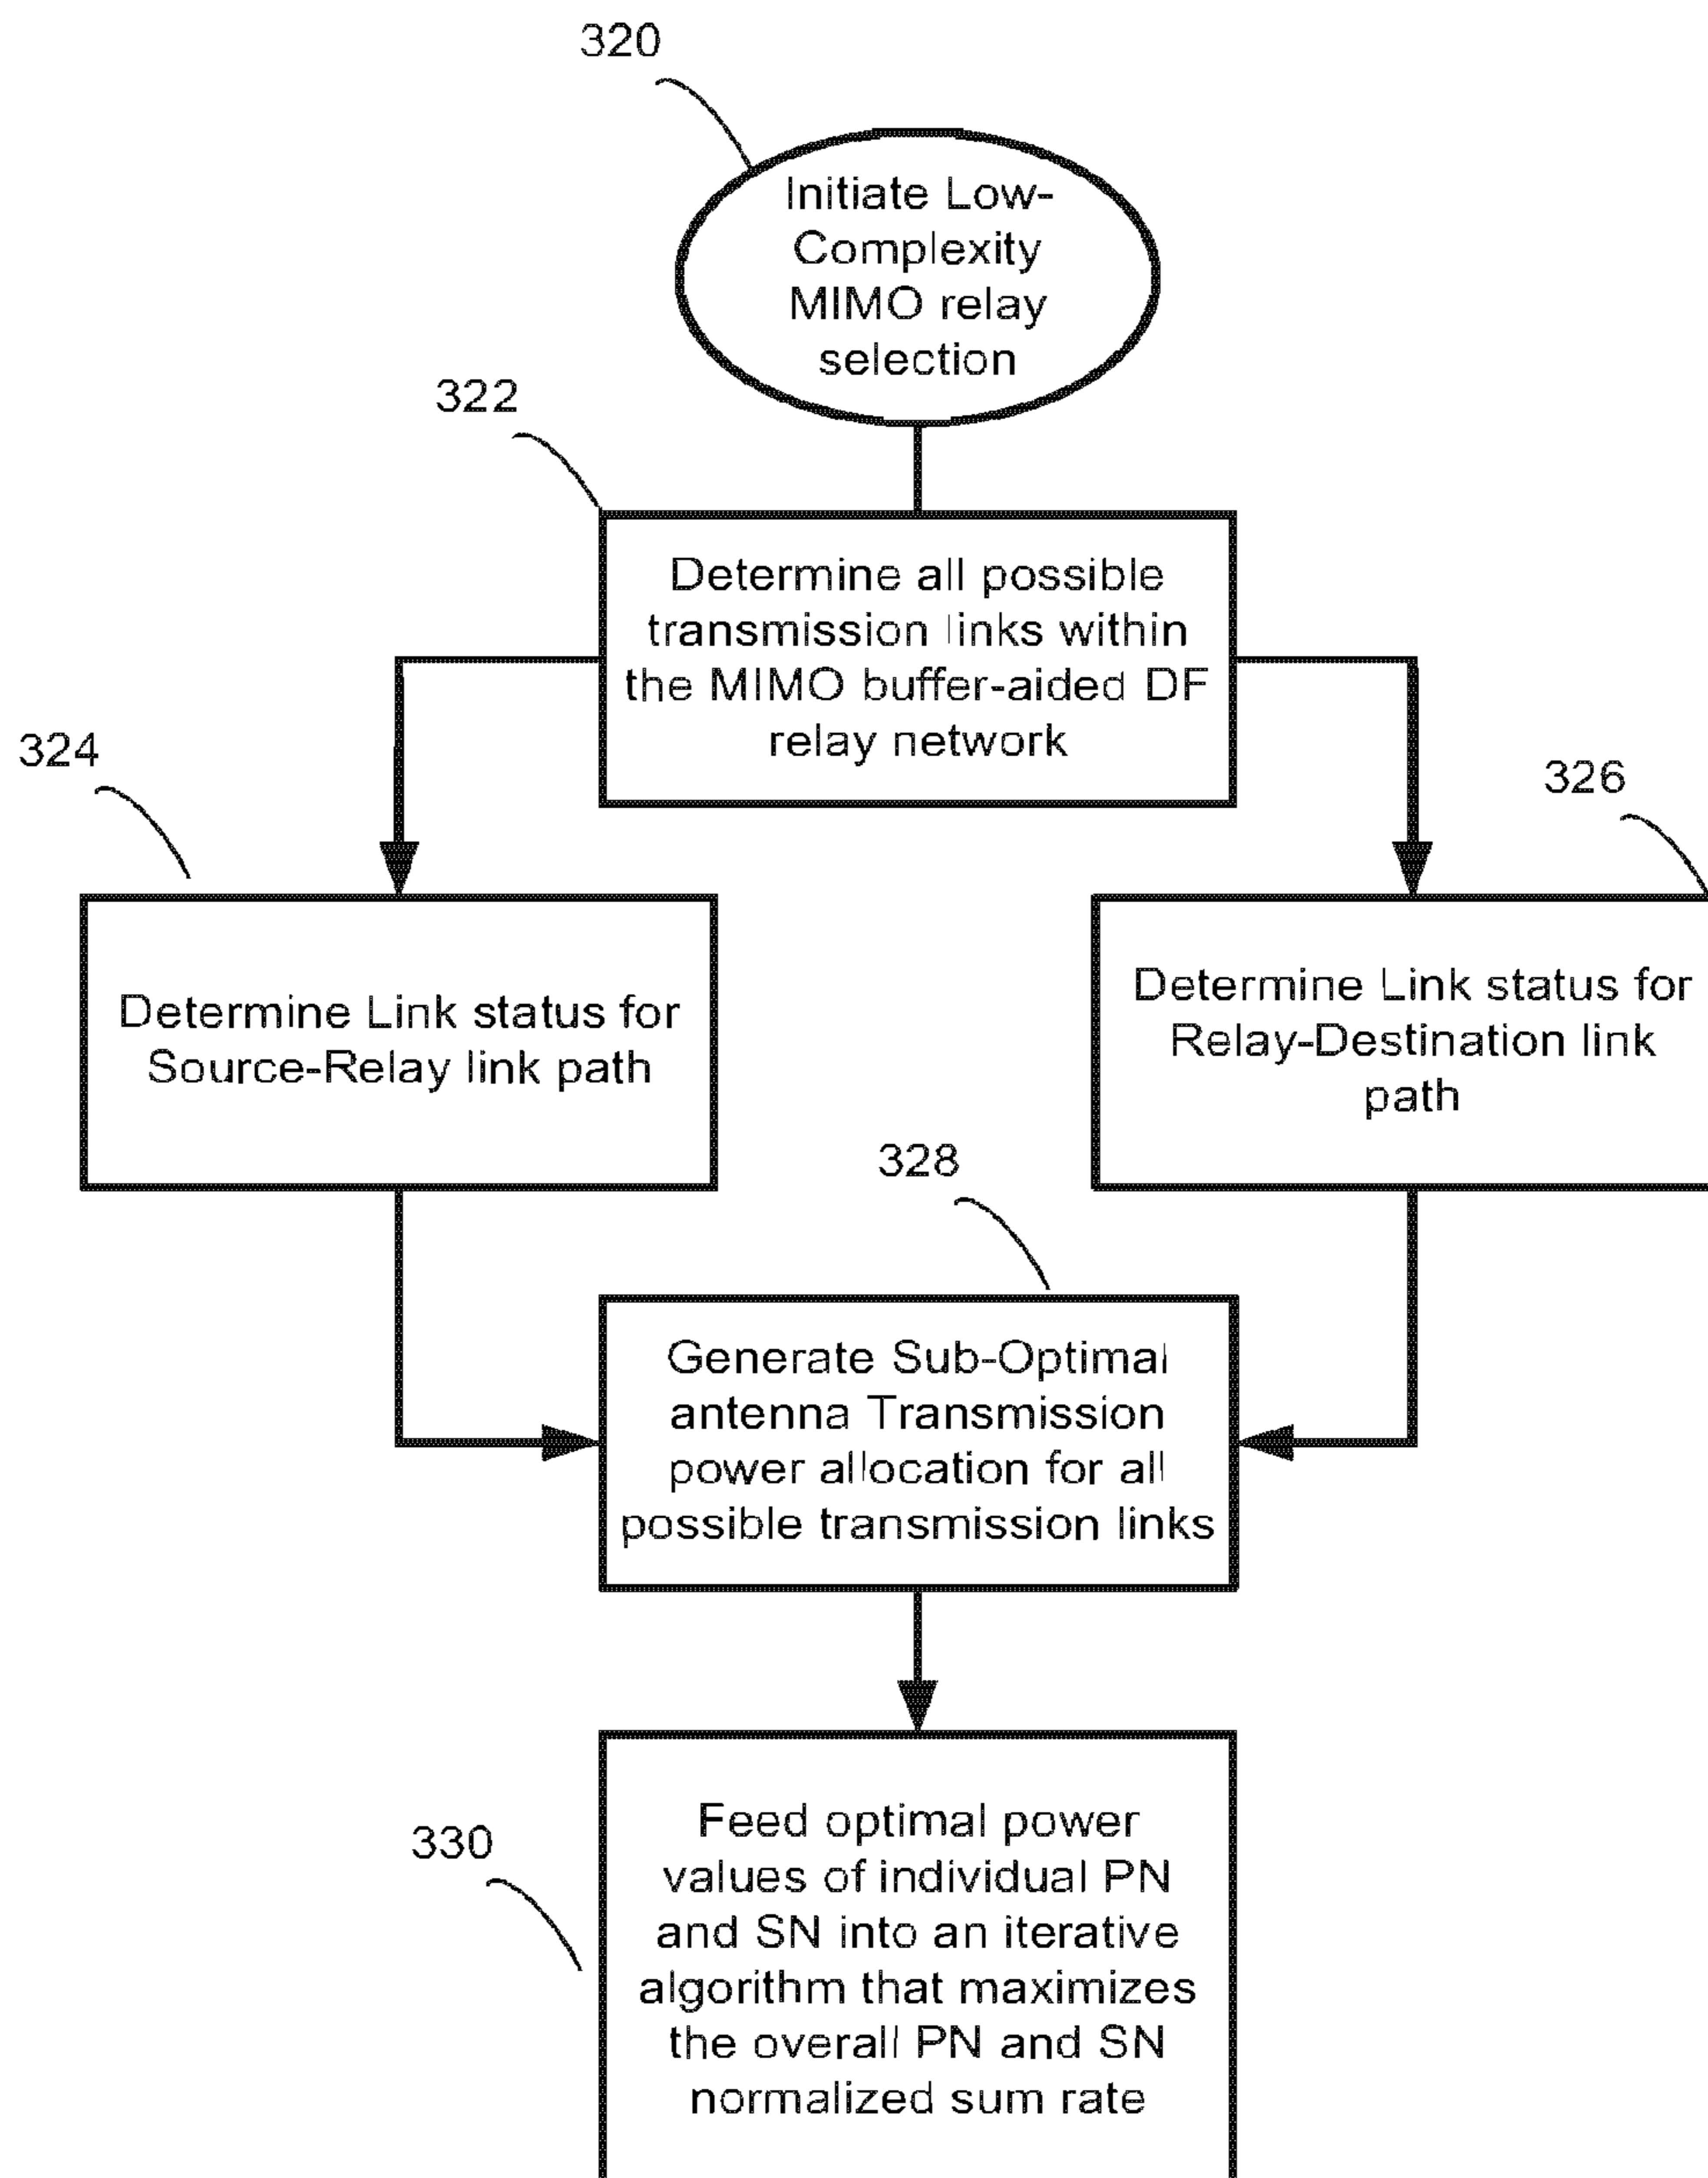 320
Initiate Low-
Complexity
MIMO relay
selection
322
Determine all possible
transmission links within
the MIMO buffer-aided DF
relay network
324
326
Determine Link status for
Source-Relay link path
Determine Link status for
Relay-Destination link
path
328
Generate Sub-Optimal
antenna Transmission
power allocation for all
possible transmission links
330
Feed optimal power
values of individual PN
and SN into an iterative
algorithm that maximizes
the overall PN and SN
normalized sum rate